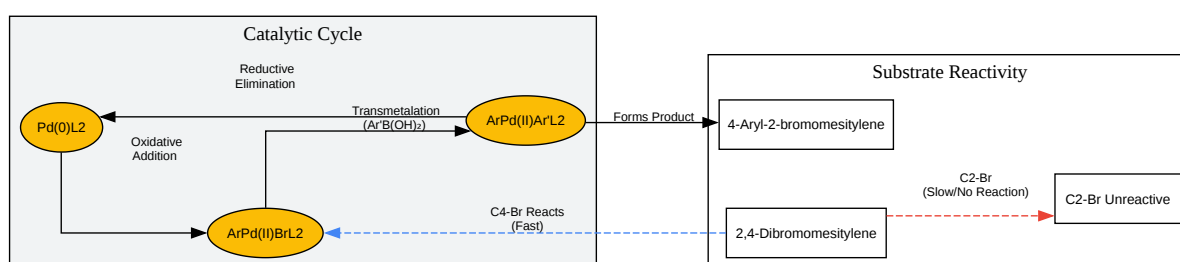 Catalytic Cycle
Reductive
Elimination
Pd(0)L2
Transmetalation
(Ar'B(OH)₂)
ArPd(II)Ar'L2
Oxidative
Addition
ArPd(II)BrL2
C4-Br Reacts
(Fast)
Forms Product
Substrate Reactivity
4-Aryl-2-bromomesitylene
C2-Br
(Slow/No Reaction)
C2-Br Unreactive
2,4-Dibromomesitylene